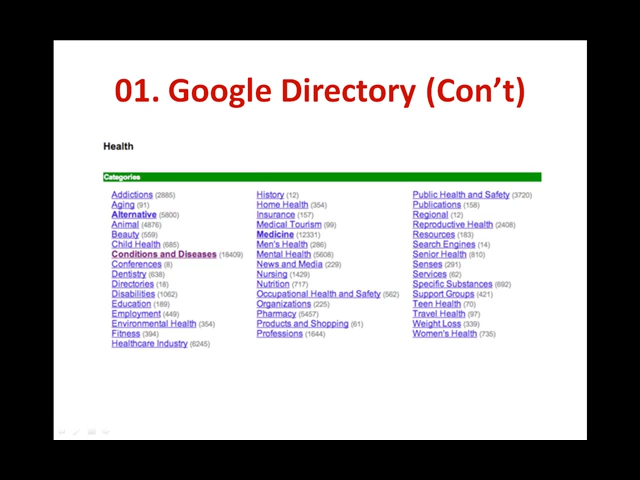 01. Google Directory (Con't)
Health
Categories
Addictions (2885)
Aging (91)
Alternative (5800)
Animal (4876)
Beauty (559)
Child Health (685)
Conditions and Diseases (18409)
Conferences (8)
Dentistry (638)
Directories (18)
Disabilities (1062)
Education (189)
Employment (449)
Environmental Health (354)
Fitness (394)
Healthcare Industry (6245)
History (12)
Home Health (354)
Insurance (157)
Medical Tourism (99)
Medicine (12331)
Men's Health (286)
Mental Health (5608)
News and Media (229)
Nursing (1429)
Nutrition (717)
Occupational Health and Safety (562)
Organizations (225)
Pharmacy (5457)
Products and Shopping (61)
Professions (1644)
Public Health and Safety (3720)
Publications (158)
Regional (12)
Reproductive Health (2408)
Resources (183)
Search Engines (14)
Senior Health (810)
Senses (291)
Services (62)
Specific Substances (692)
Support Groups (421)
Teen Health (70)
Travel Health (97)
Weight Loss (339)
Women's Health (735)